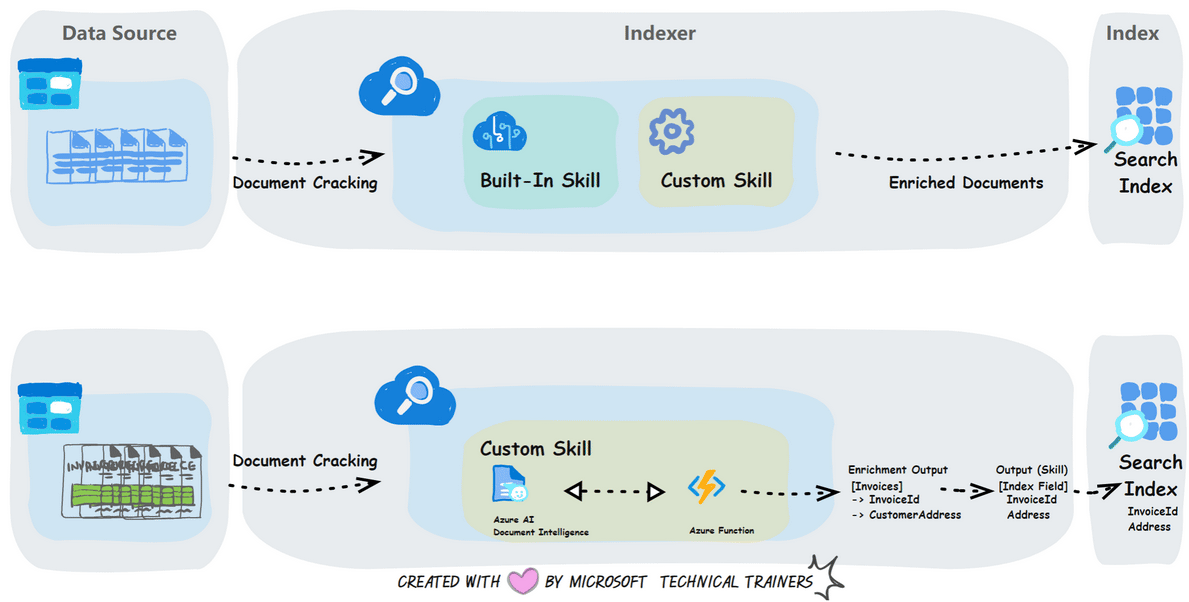 Data Source
Indexer
Index
Document Cracking
Built-In Skill
Custom Skill
Enriched Documents
Search
Index
Document Cracking
Custom Skill
Azure AI
Document Intelligence
Azure Function
Enrichment Output
[Invoices]
-> InvoiceId
-> CustomerAddress
Output (Skill)
[Index Field]
InvoiceId
Address
Search
Index
InvoiceId
Address
CREATED WITH BY MICROSOFT TECHNICAL TRAINERS